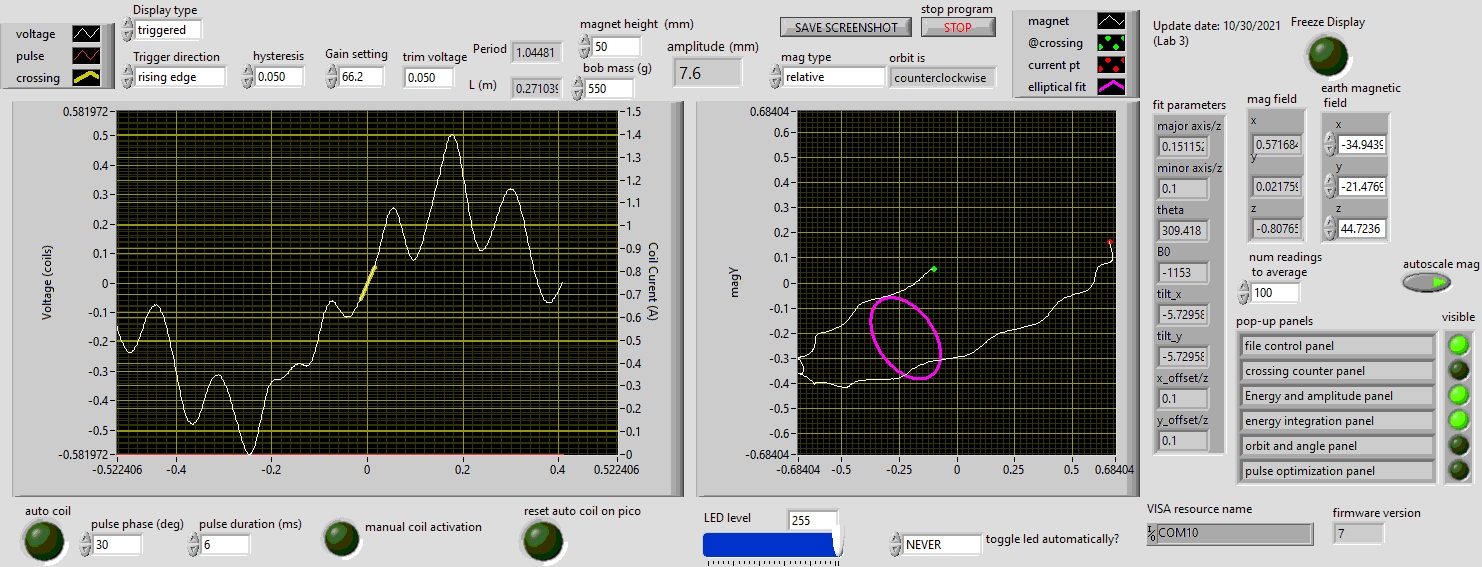 voltage
pulse
crossing
Display type
triggered
Trigger direction
rising edge
hysteresis
0.050
Gain setting
66.2
trim voltage
0.050
Period
1.04481
L (m)
0.271039
magnet height (mm)
50
bob mass (g)
550
amplitude (mm)
7.6
SAVE SCREENSHOT
stop program
STOP
mag type
relative
orbit is
counterclockwise
magnet
@crossing
current pt
elliptical fit
Update date: 10/30/2021
(Lab 3)
Freeze Display
Voltage (coils)
0.581972
0.5
0.4
0.3
0.2
0.1
0
-0.1
-0.2
-0.3
-0.4
-0.5
-0.581972
-0.522406
-0.4
-0.2
0
0.2
0.4
0.522406
1.5
1.4
1.3
1.2
1.1
1
0.9
0.8
0.7
0.6
0.5
0.4
0.3
0.2
0.1
0
Coil Curent (A)
magy
0.68404
0.6
0.5
0.4
0.3
0.2
0.1
0
-0.1
-0.2
-0.3
-0.4
-0.5
-0.6
-0.68404
-0.68404
-0.5
-0.25
0
0.25
0.5
0.68404
fit parameters
major axis/z
0.15115
minor axis/z
0.1
theta
309.418
B0
-1153
tilt_x
-5.72958
tilt_y
-5.72958
x_offset/z
0.1
y_offset/z
0.1
mag field
x
0.571684
y
0.021759
z
-0.80765
earth magnetic
field
x
-34.9439
y
-21.4769
z
44.7236
num readings
to average
100
autoscale mag
pop-up panels
visible
file control panel
crossing counter panel
Energy and amplitude panel
energy integration panel
orbit and angle panel
pulse optimization panel
auto coil
pulse phase (deg)
30
pulse duration (ms)
6
manual coil activation
reset auto coil on pico
LED level
255
NEVER
toggle led automatically?
VISA resource name
COM10
firmware version
7